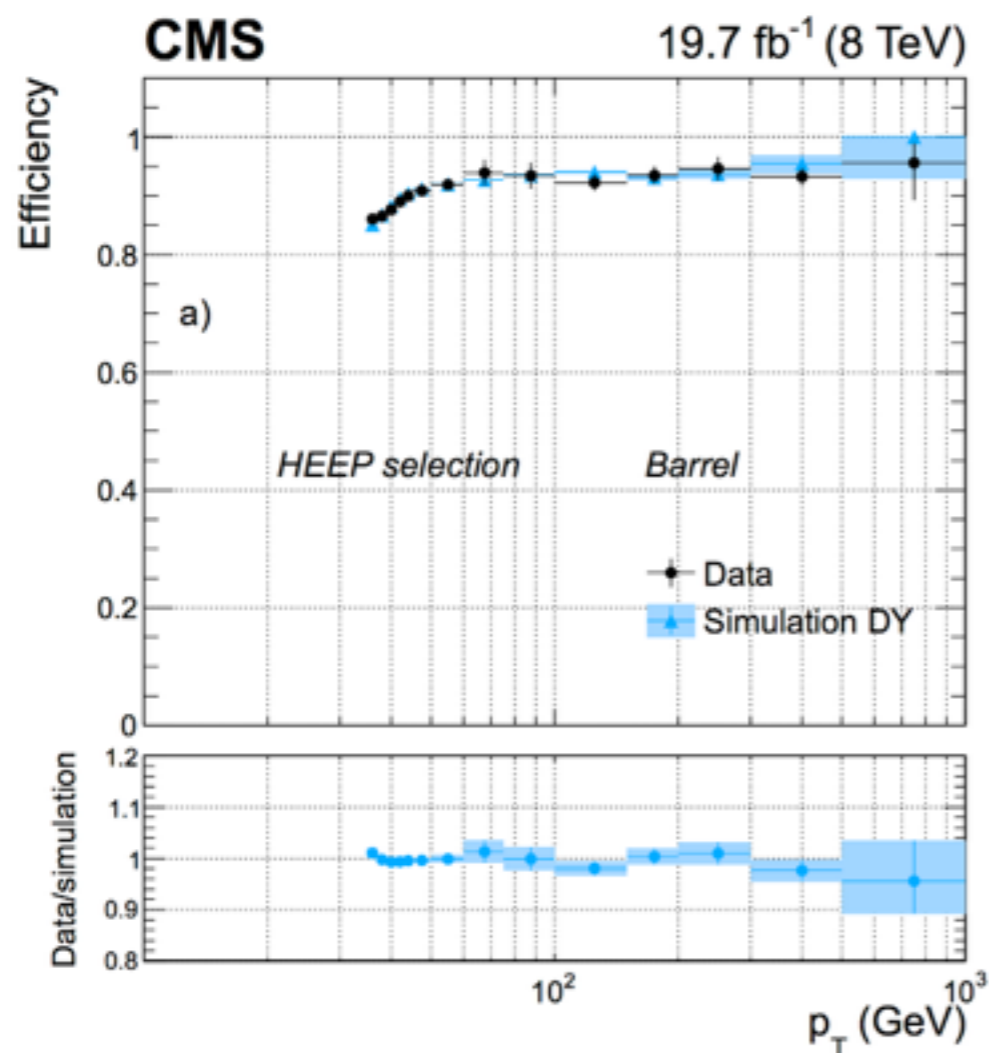 CMS 19.7 fb⁻¹ (8 TeV)
Efficiency
1
0.8
a)
0.6
HEEP selection Barrel
0.4
Data
Simulation DY
0.2
0
Data/simulation
1.2
1.1
1
0.9
0.8
10² 10³
p_T (GeV)